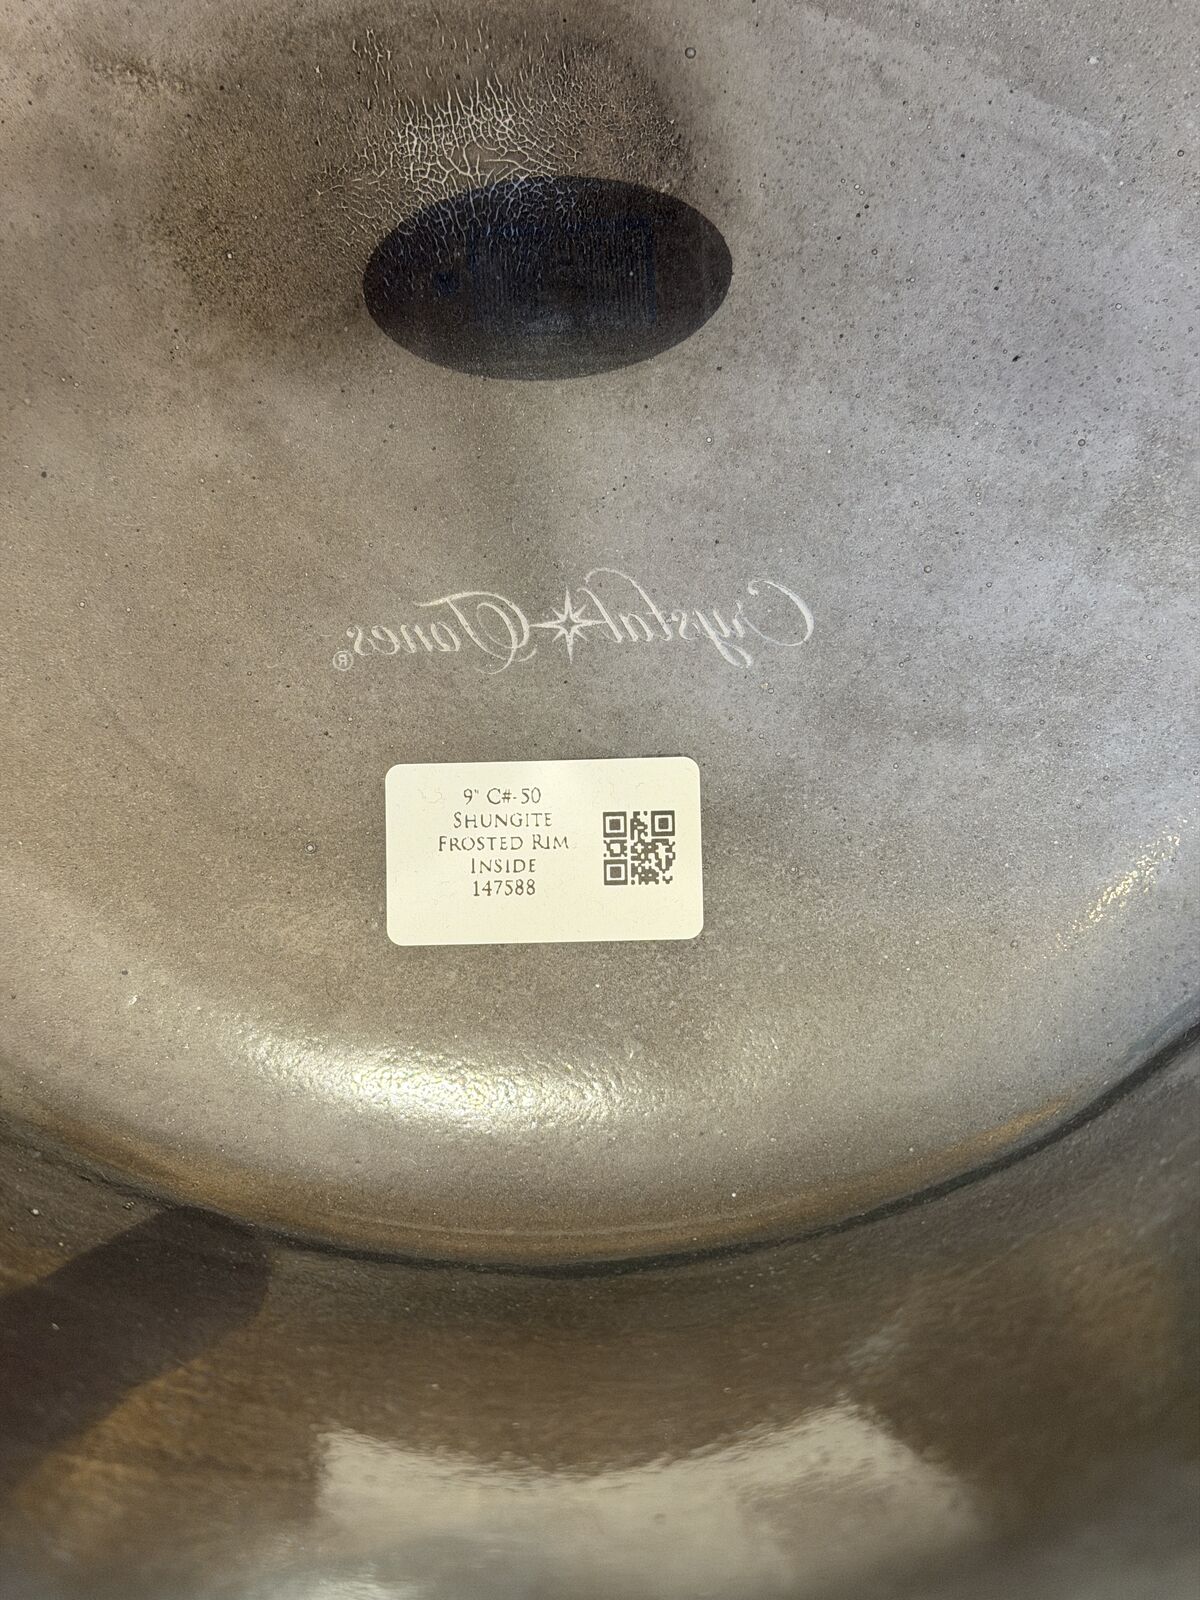 Crystal Tones®
9" C#-50
SHUNGITE
FROSTED RIM
INSIDE
147588